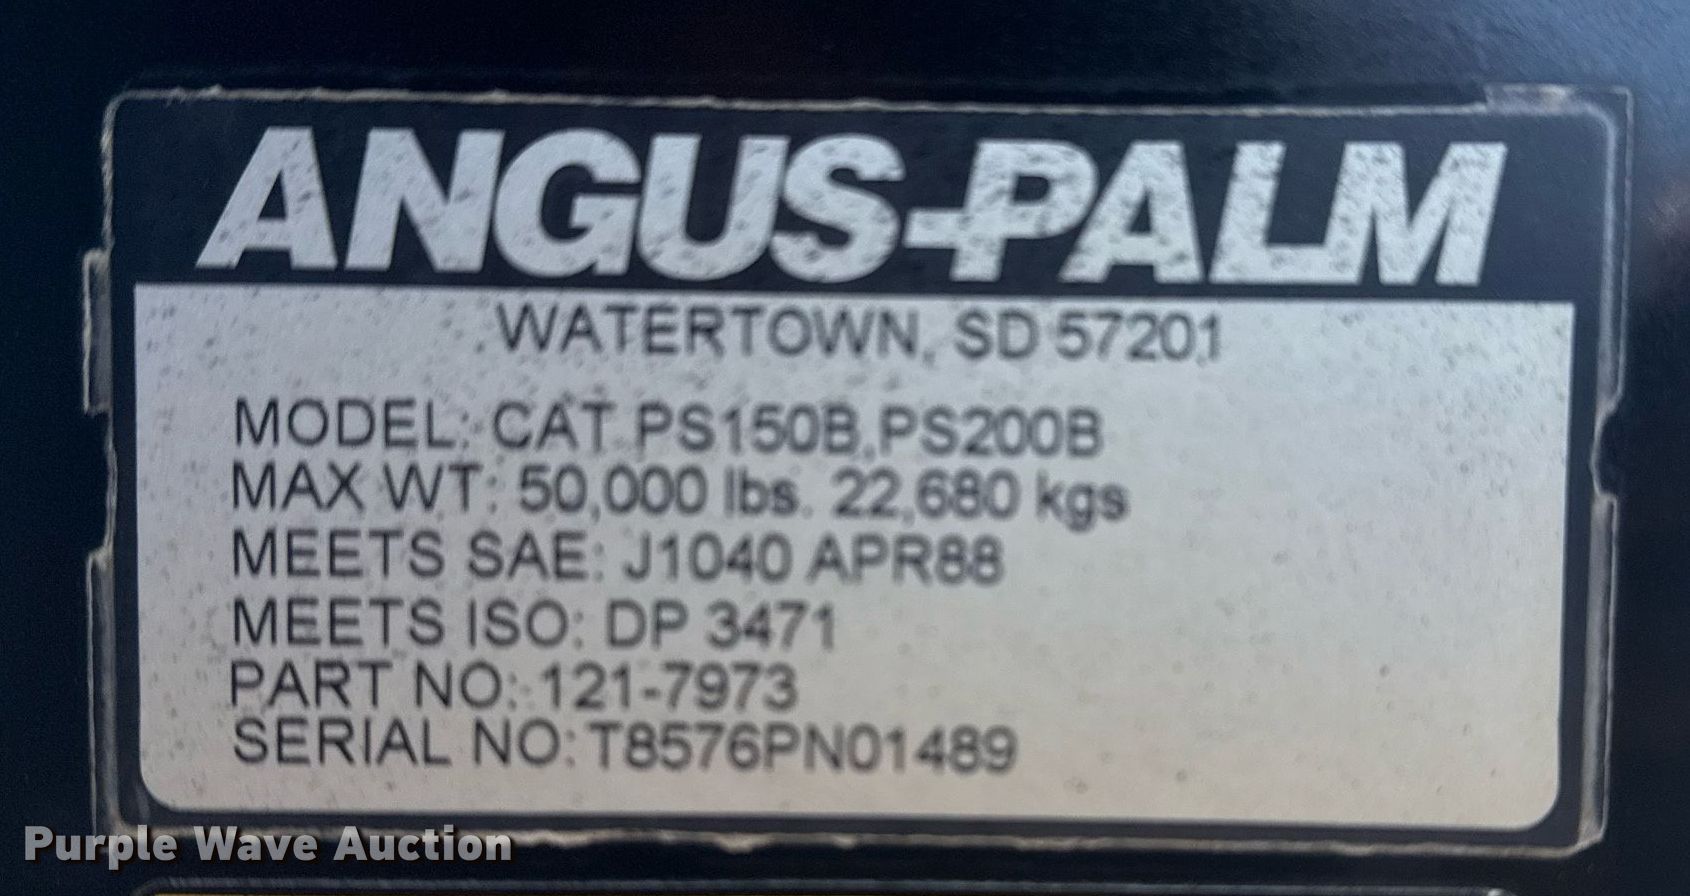 ANGUS-PALM
WATERTOWN, SD 57201
MODEL: CAT PS150B,PS200B
MAX WT: 50,000 lbs. 22,680 kgs
MEETS SAE: J1040 APR88
MEETS ISO: DP 3471
PART NO: 121-7973
SERIAL NO: T8576PN01489
Purple Wave Auction